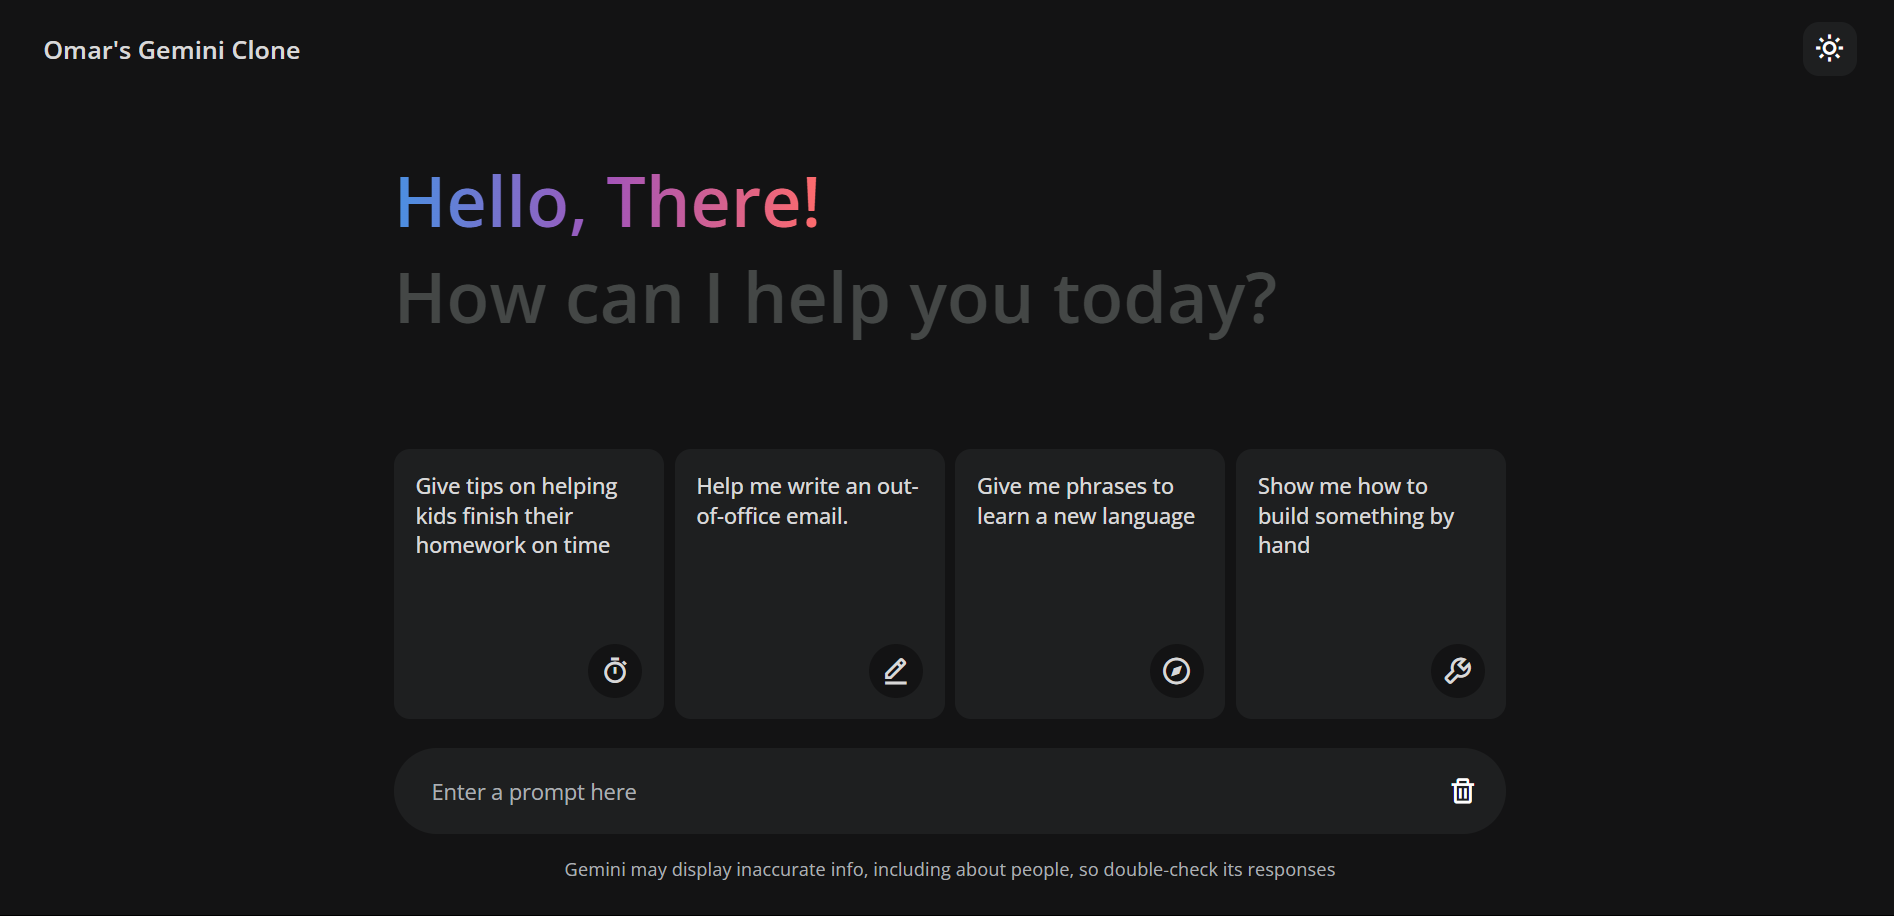 Omar's Gemini Clone
Hello, There!
How can I help you today?
Give tips on helping
kids finish their
homework on time
Help me write an out-
of-office email.
Give me phrases to
learn a new language
Show me how to
build something by
hand
Enter a prompt here
Gemini may display inaccurate info, including about people, so double-check its responses